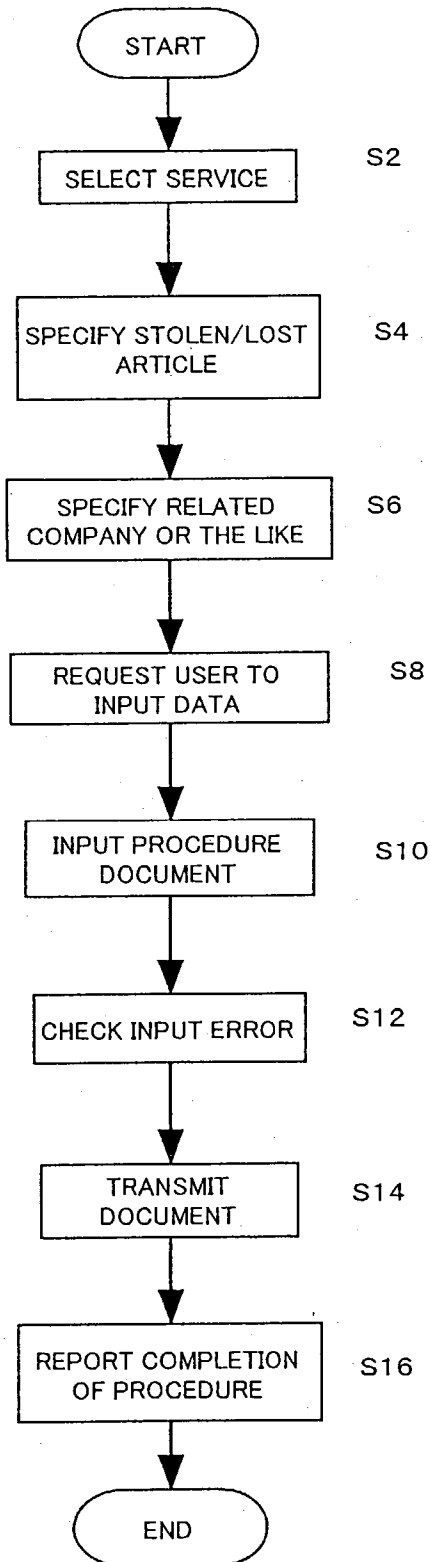 START
SELECT SERVICE
S2
SPECIFY STOLEN/LOST
ARTICLE
S4
SPECIFY RELATED
COMPANY OR THE LIKE
S6
REQUEST USER TO
INPUT DATA
S8
INPUT PROCEDURE
DOCUMENT
S10
CHECK INPUT ERROR
S12
TRANSMIT
DOCUMENT
S14
REPORT COMPLETION
OF PROCEDURE
S16
END